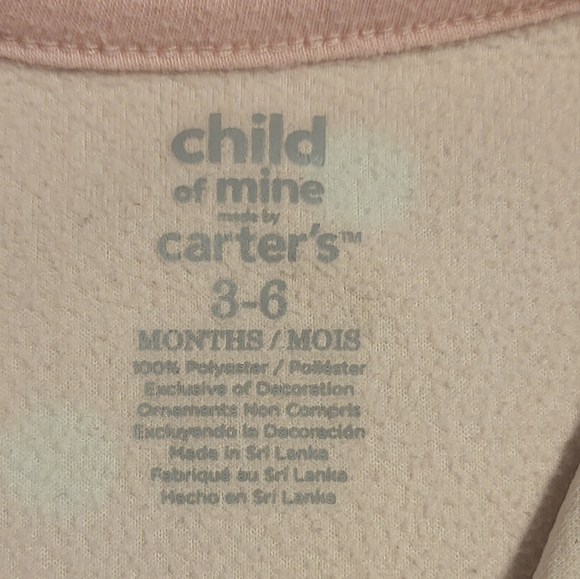 child
of mine
made by
carter's™
3-6
MONTHS / MOIS
100% Polyester / Poliéster
Exclusive of Decoration
Ornements Non Compris
Excluyendo la Decoración
Made in Sri Lanka
Fabriqué au Sri Lanka
Hecho en Sri Lanka